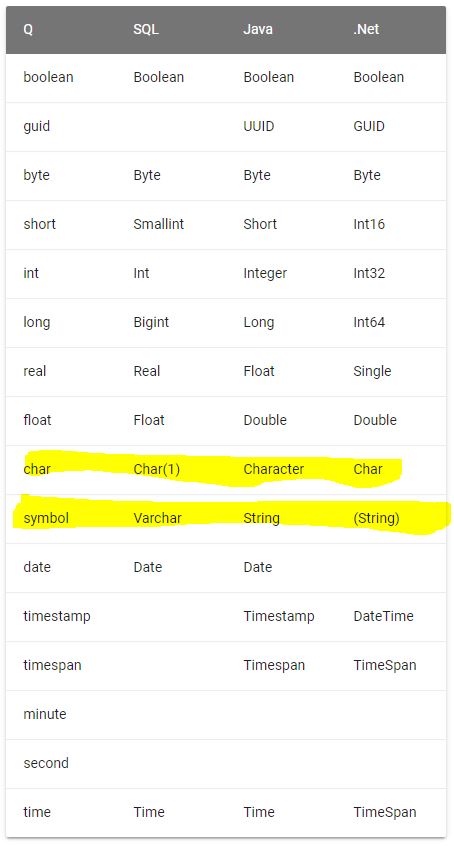 Q SQL Java .Net
boolean Boolean Boolean Boolean
guid UUID GUID
byte Byte Byte Byte
short Smallint Short Int16
int Int Integer Int32
long Bigint Long Int64
real Real Float Single
float Float Double Double
char Char(1) Character Char
symbol Varchar String (String)
date Date Date
timestamp Timestamp DateTime
timespan Timespan TimeSpan
minute
second
time Time Time TimeSpan